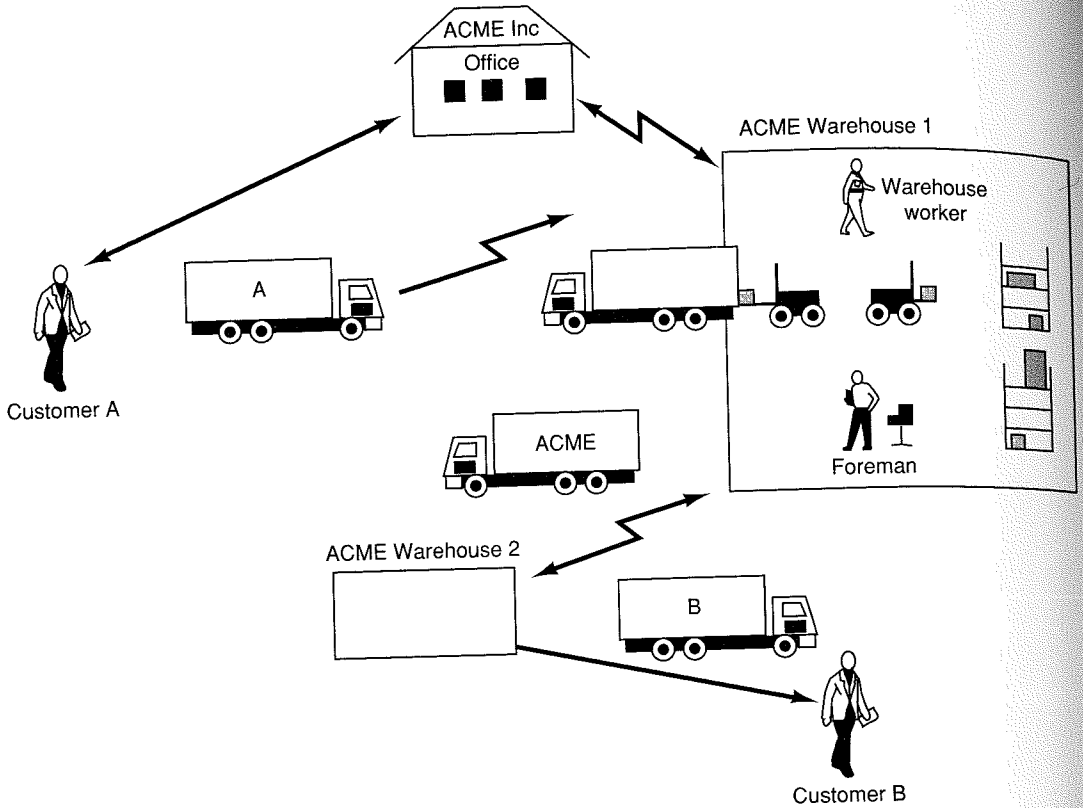 ACME Inc
Office
ACME Warehouse 1
Warehouse
worker
A
Customer A
ACME
Foreman
ACME Warehouse 2
B
Customer B